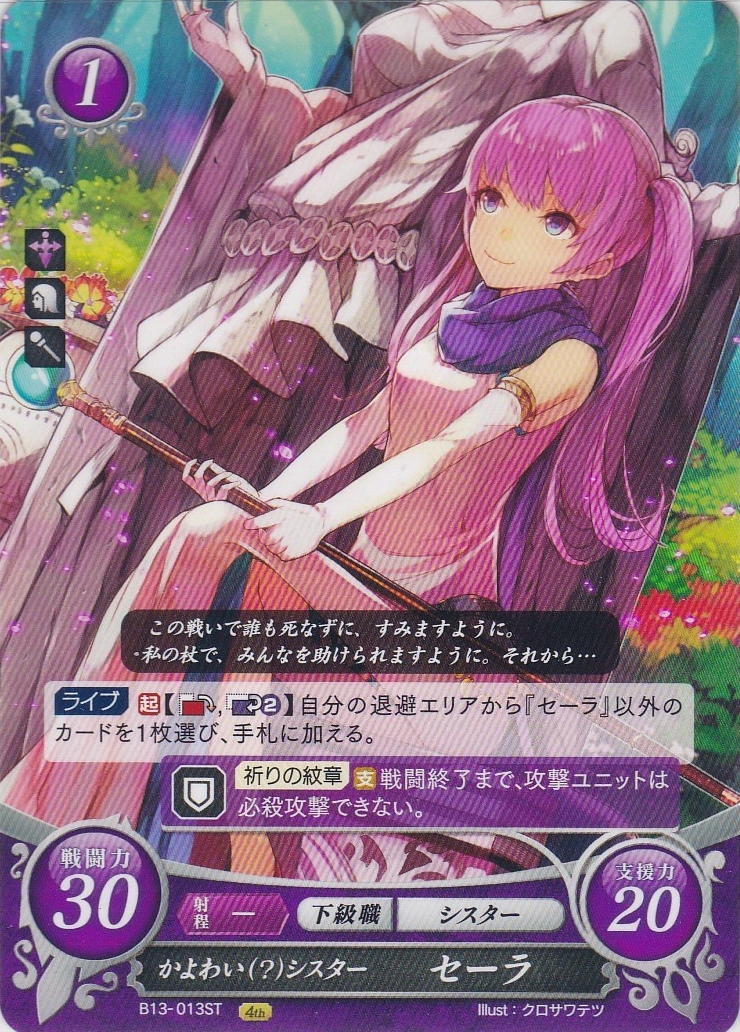 1
この戦いで誰も死なずに、すみますように。
私の杖で、みんなを助けられますように。それから…
ライブ 起【 , 2】自分の退避エリアから『セーラ』以外の
カードを1枚選び、手札に加える。
祈りの紋章 支 戦闘終了まで、攻撃ユニットは
必殺攻撃できない。
戦闘力
30
射程 —
下級職 シスター
支援力
20
かよわい(?)シスター セーラ
B13-013ST 4th Illust:クロサワテツ